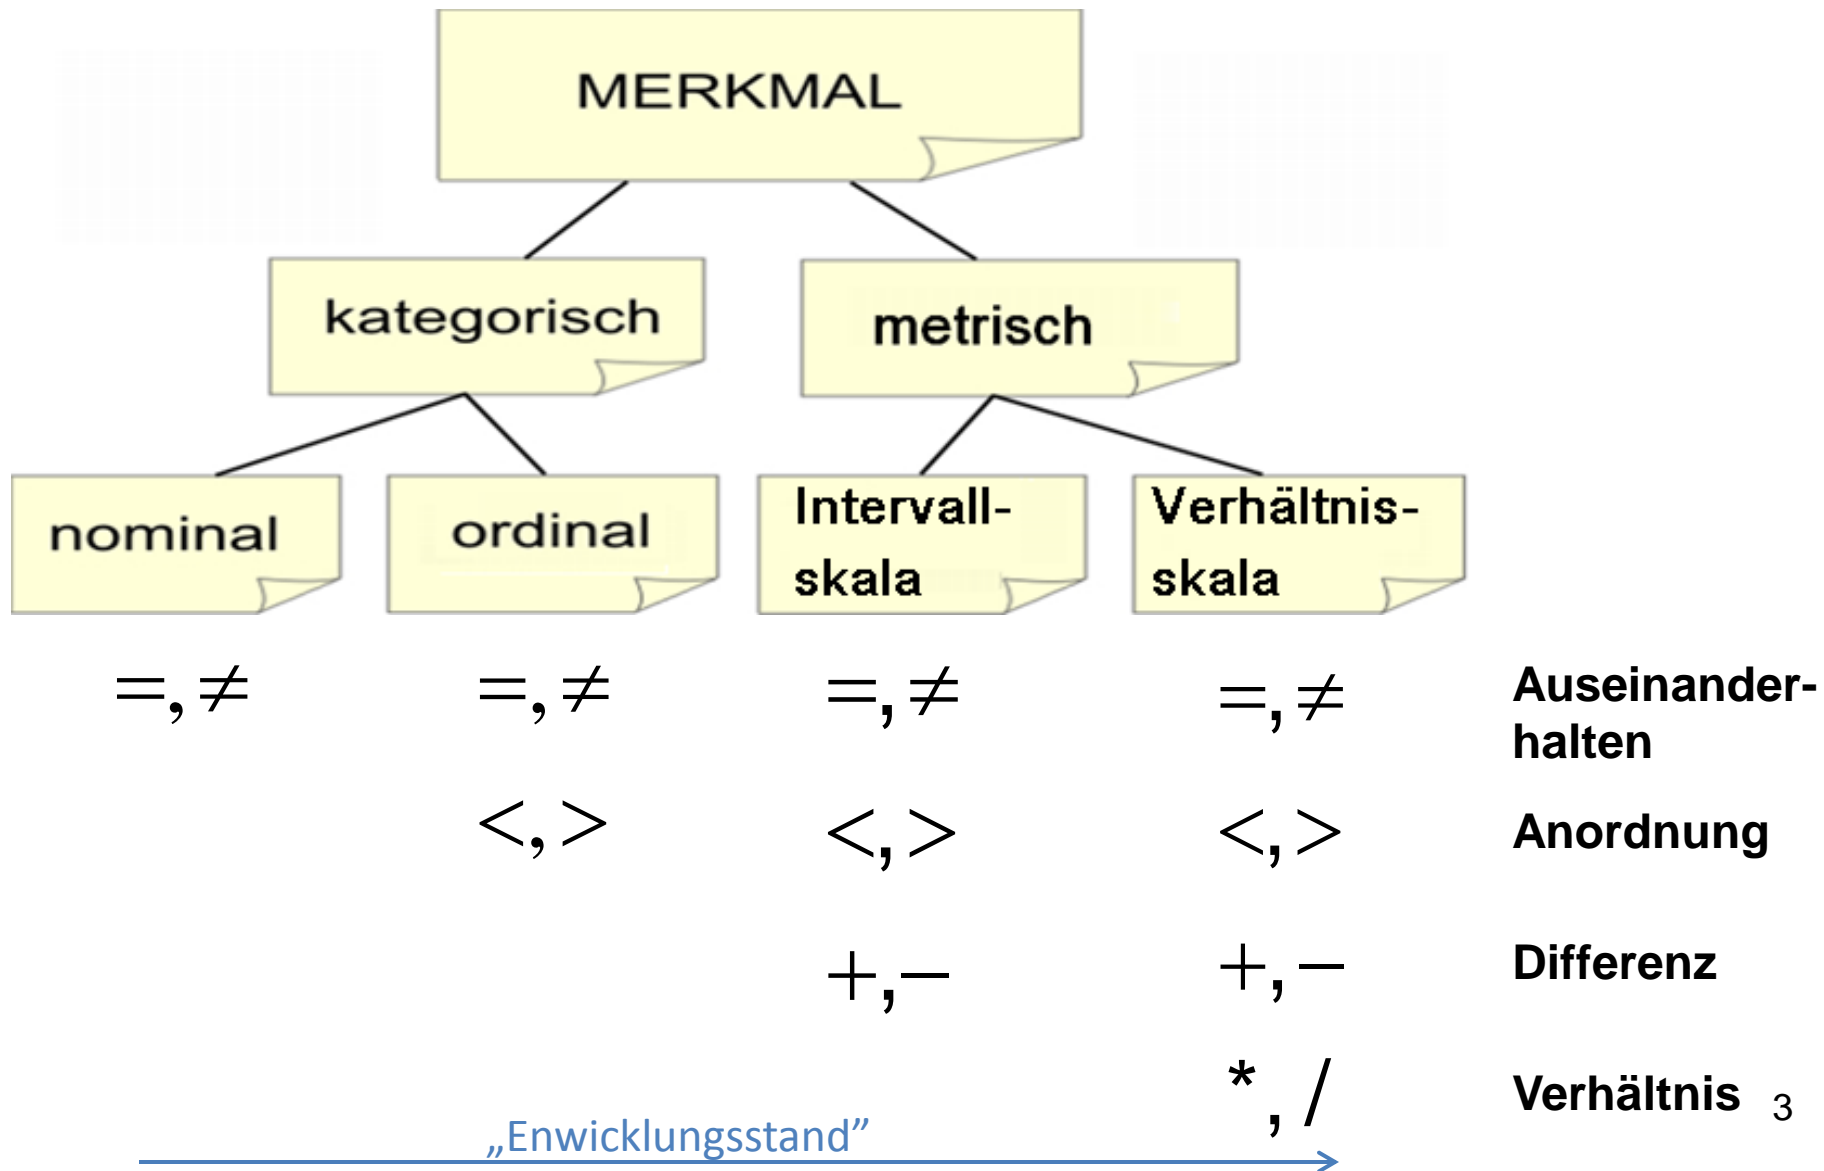 MERKMAL
kategorisch
metrisch
nominal
ordinal
Intervall-
skala
Verhältnis-
skala
=,≠ =,≠ =,≠ =,≠ Auseinander-
halten
<,> <,> <,> Anordnung
+,− +,− Differenz
*,/ Verhältnis 3
„Enwicklungsstand”